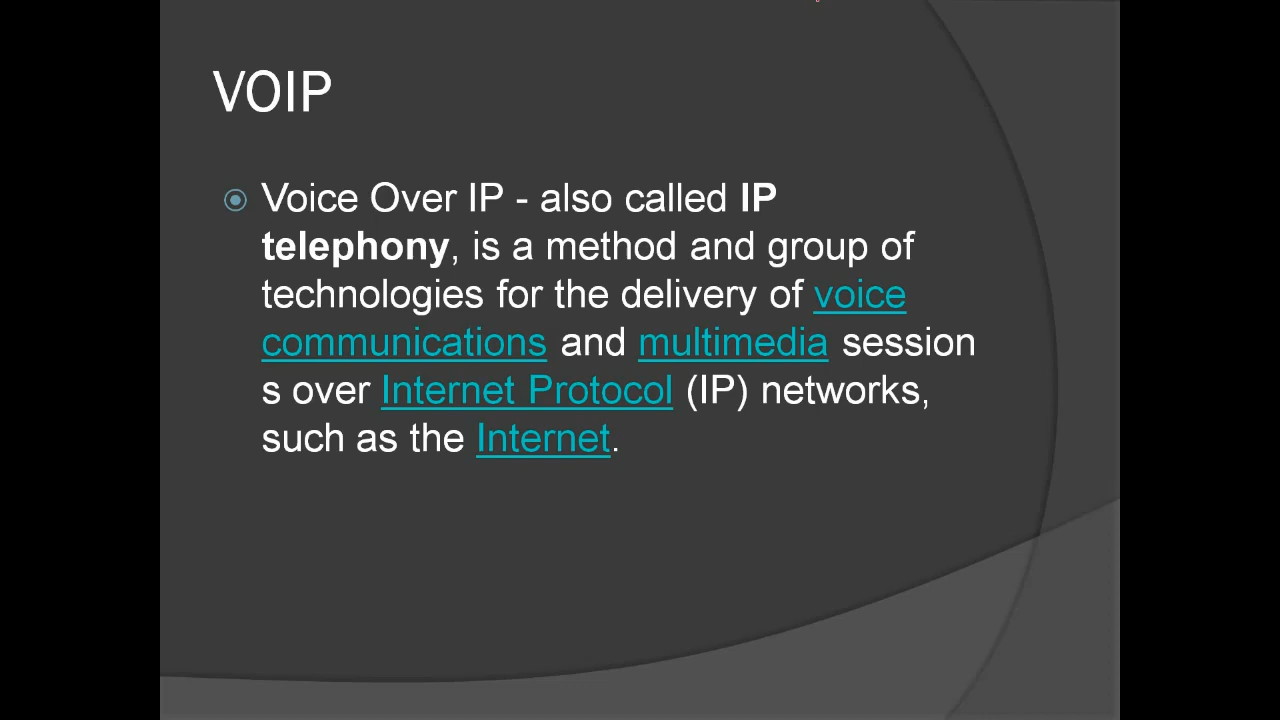 VOIP
Voice Over IP - also called IP
telephony, is a method and group of
technologies for the delivery of voice
communications and multimedia session
s over Internet Protocol (IP) networks,
such as the Internet.